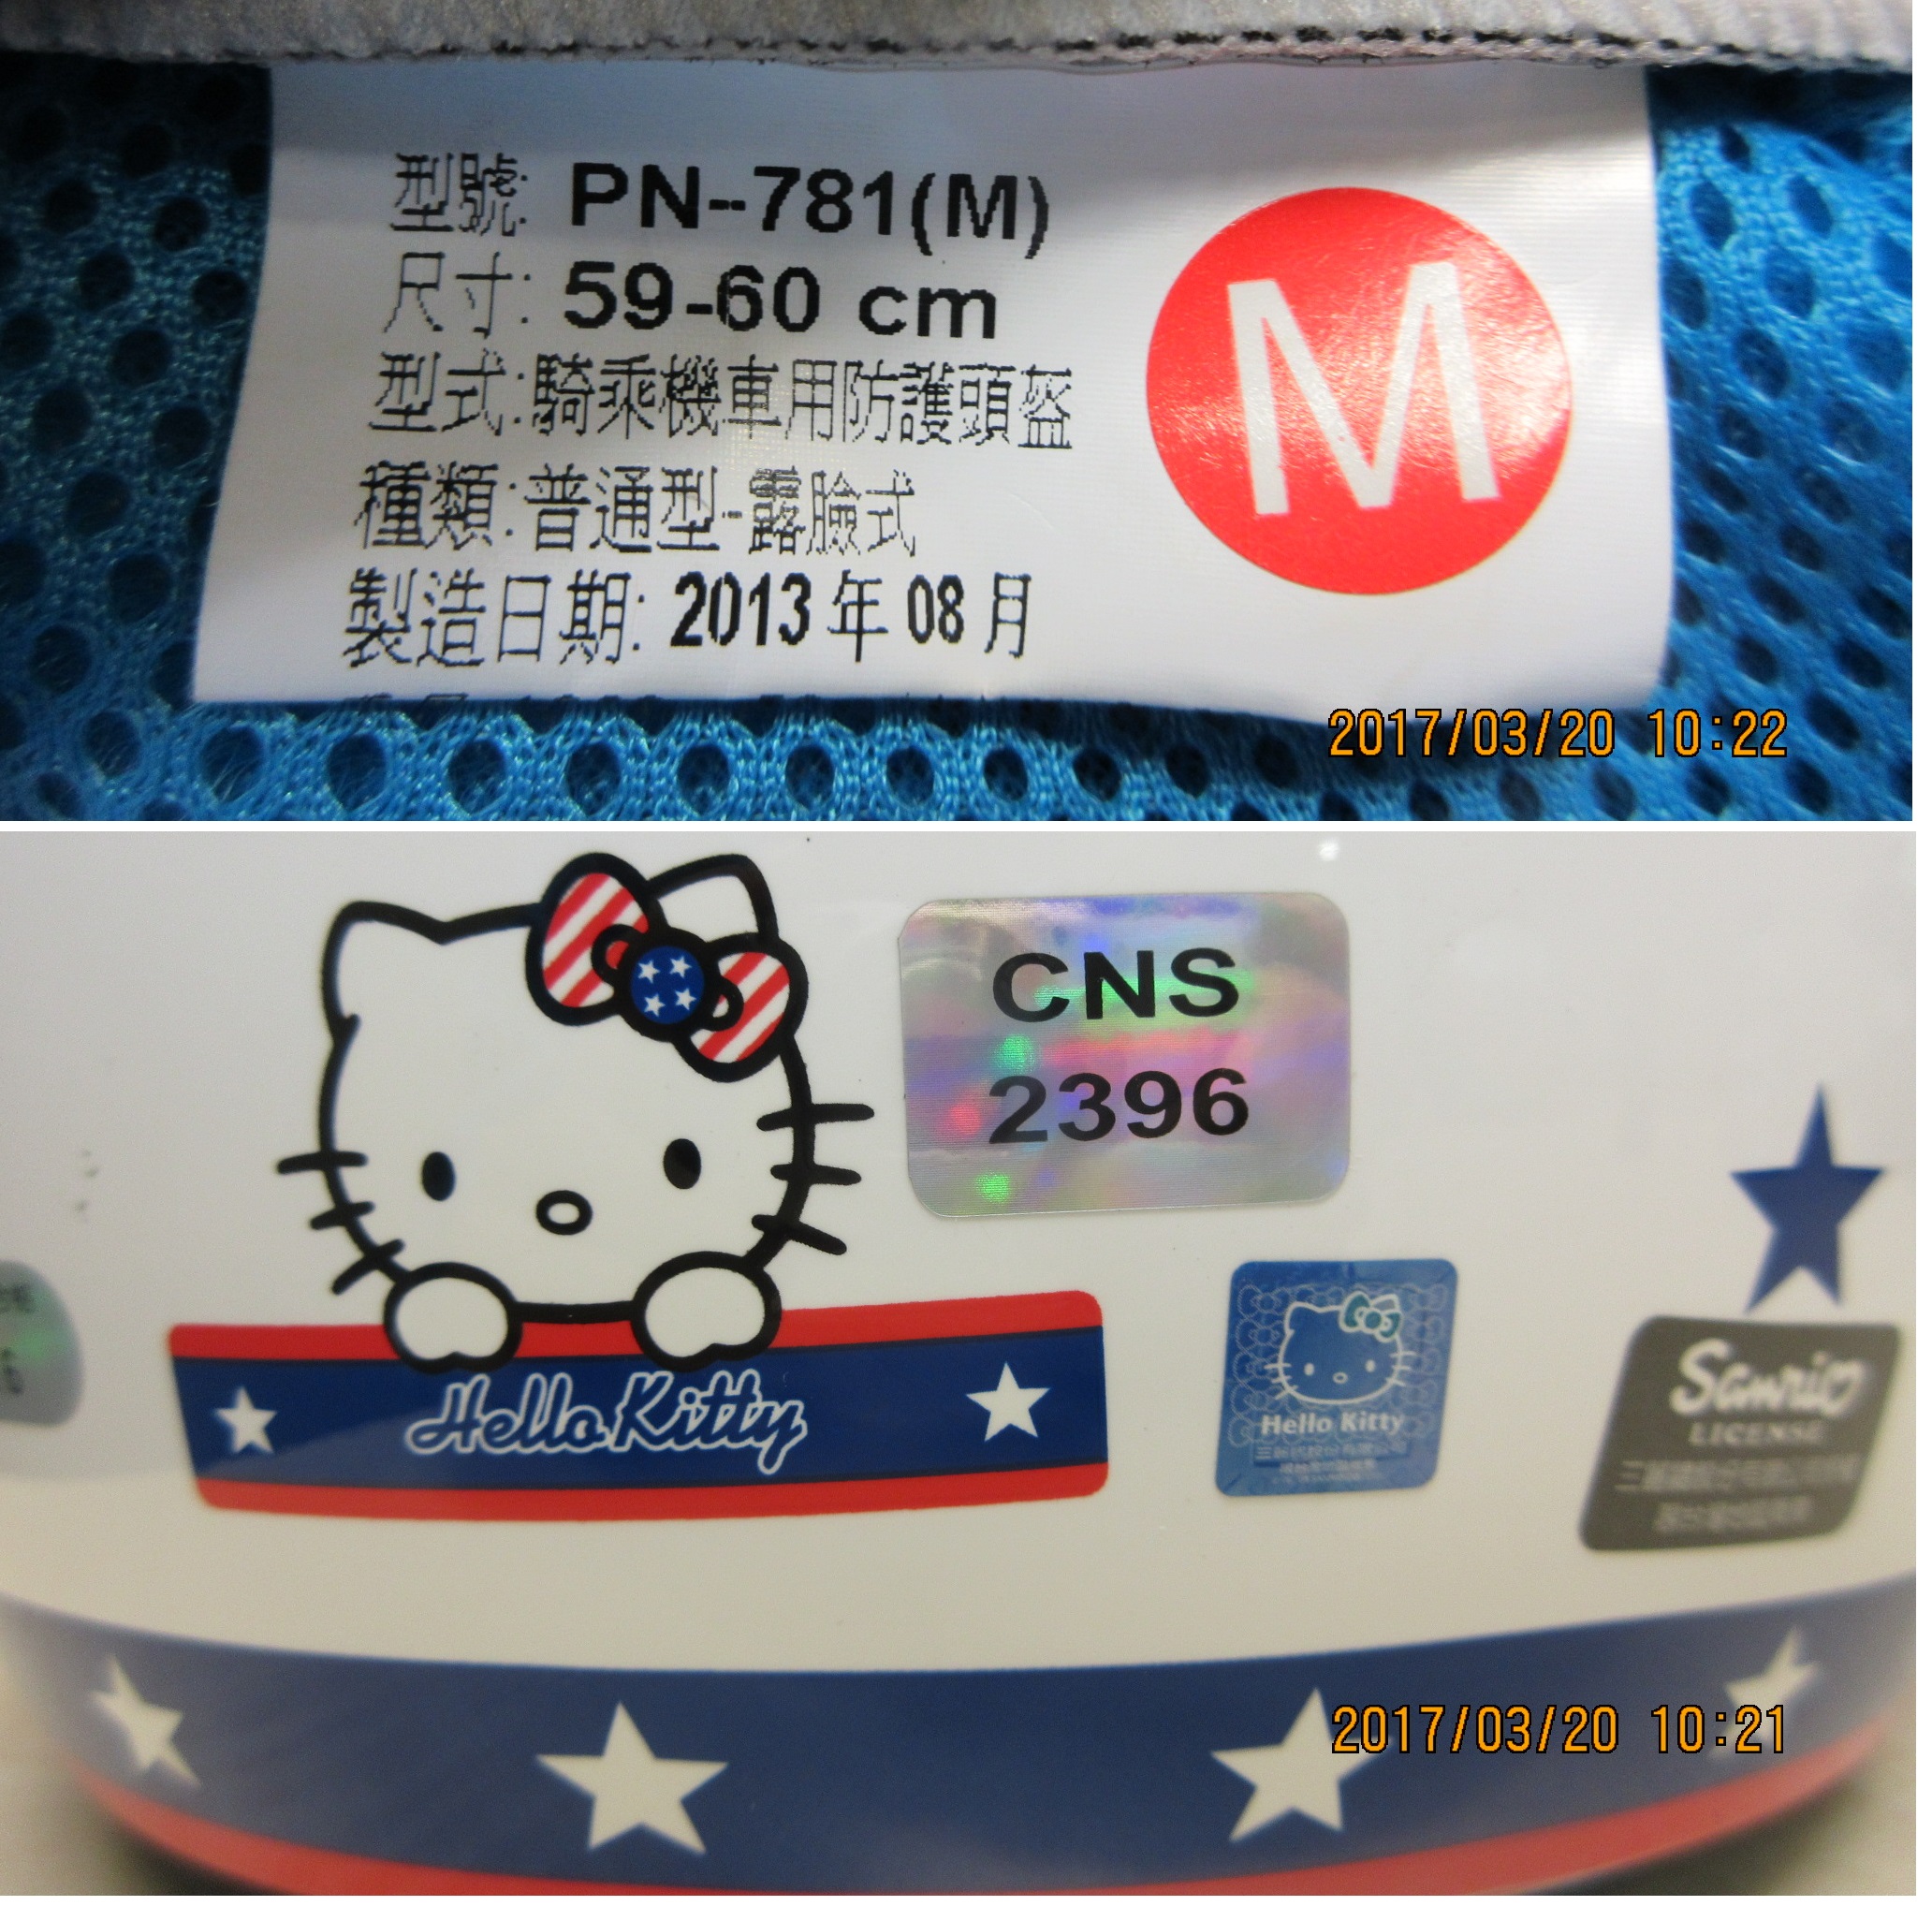 型號: PN--781(M)
尺寸: 59-60 cm
型式:騎乘機車用防護頭盔
種類:普通型-露臉式
製造日期: 2013年08月
M
2017/03/20 10:22
CNS
2396
Hello Kitty
Hello Kitty
Sanrio
LICENSE
2017/03/20 10:21